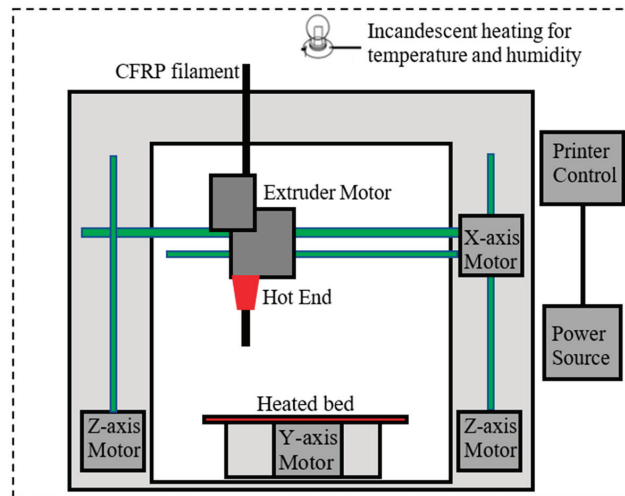 Incandescent heating for
temperature and humidity
CFRP filament
Printer
Control
Extruder Motor
X-axis
Motor
Hot End
Power
Source
Heated bed
Z-axis
Motor
Y-axis
Motor
Z-axis
Motor